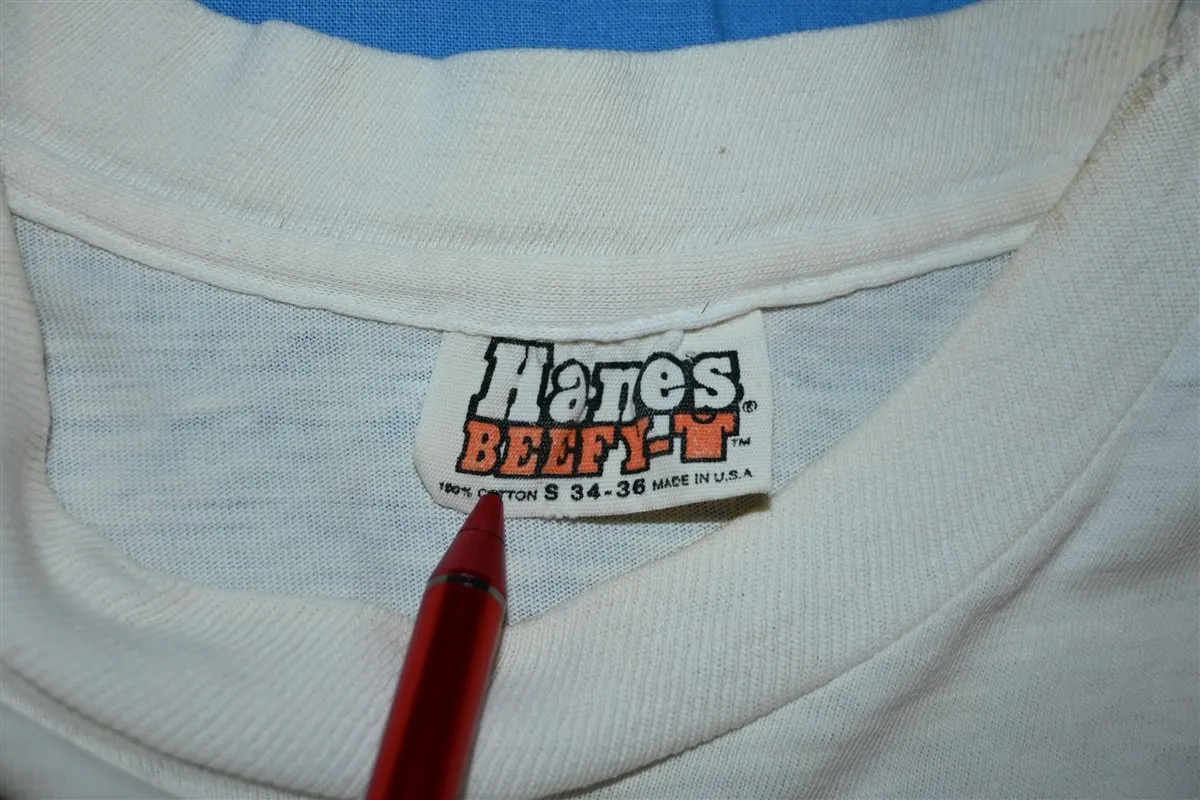 Hanes®
BEEFY-T™
100% COTTON S 34-36 MADE IN U.S.A.